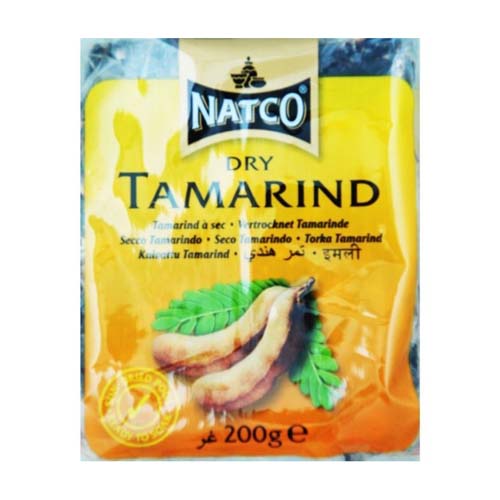 NATCO
DRY
TAMARIND
Tamarind à sec • Vertrocknet Tamarinde
Secco Tamarindo • Seco Tamarindo • Torka Tamarind
Kuivattu Tamarind • تمر هندي • इमली
200g e غر